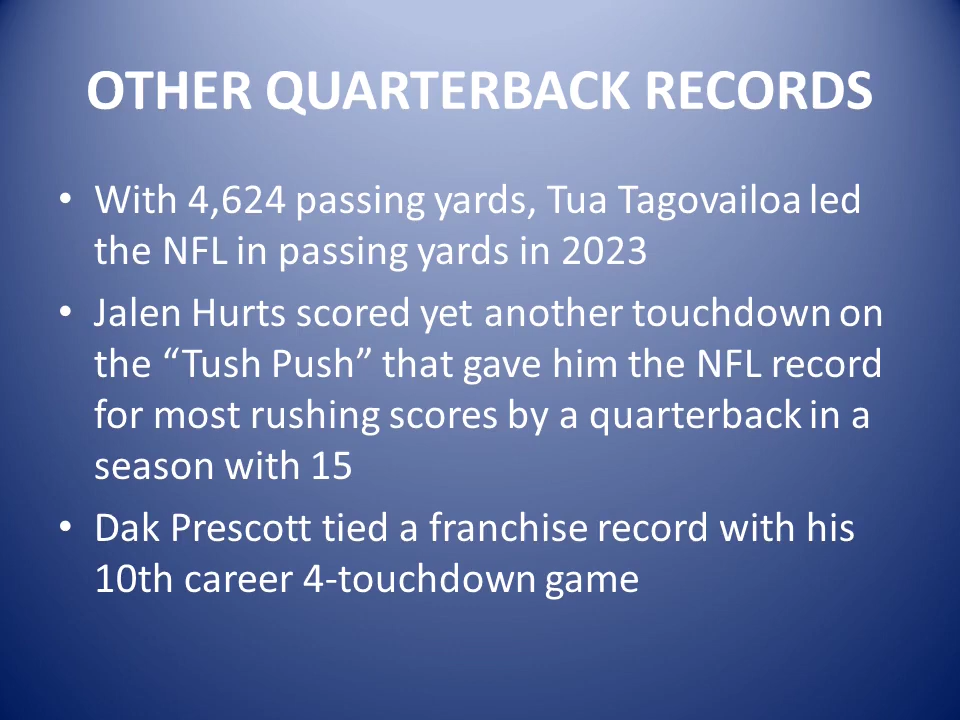 OTHER QUARTERBACK RECORDS
• With 4,624 passing yards, Tua Tagovailoa led
the NFL in passing yards in 2023
• Jalen Hurts scored yet another touchdown on
the “Tush Push” that gave him the NFL record
for most rushing scores by a quarterback in a
season with 15
• Dak Prescott tied a franchise record with his
10th career 4-touchdown game